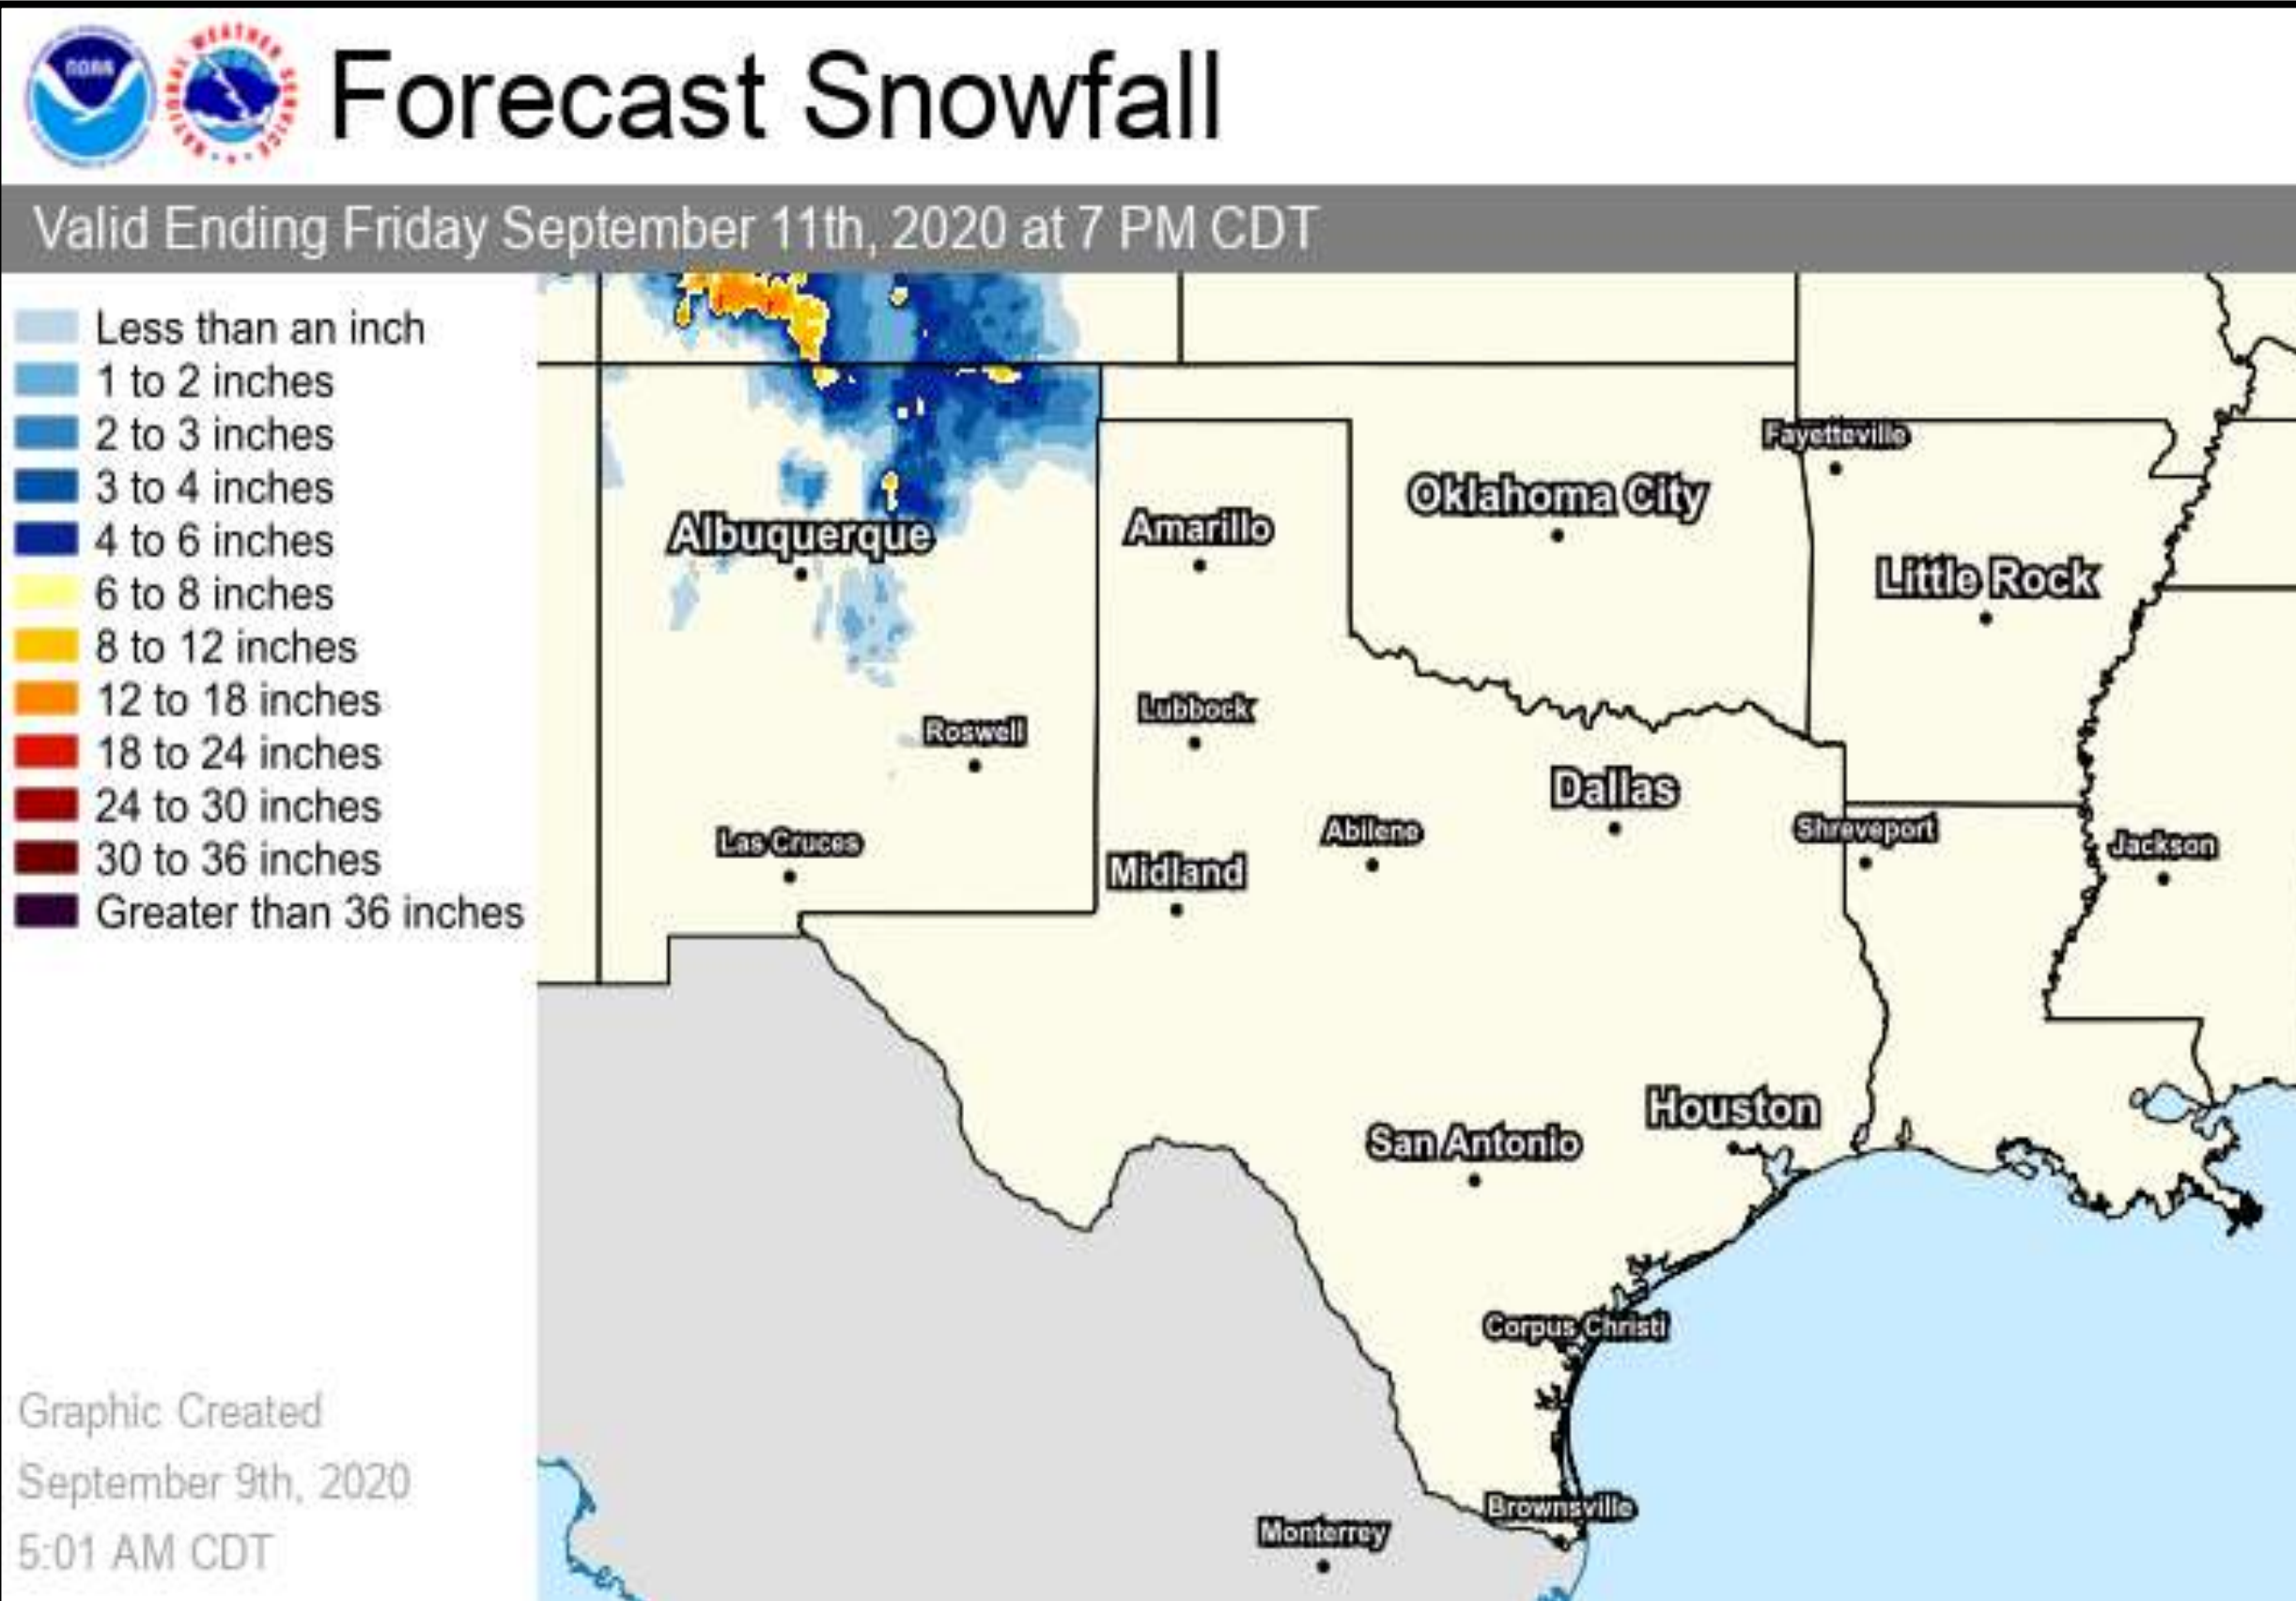 NOAA
NATIONAL WEATHER SERVICE
Forecast Snowfall
Valid Ending Friday September 11th, 2020 at 7 PM CDT
Less than an inch
1 to 2 inches
2 to 3 inches
3 to 4 inches
4 to 6 inches
6 to 8 inches
8 to 12 inches
12 to 18 inches
18 to 24 inches
24 to 30 inches
30 to 36 inches
Greater than 36 inches
Fayetteville
Oklahoma City
Albuquerque
Amarillo
Little Rock
Lubbock
Roswell
Dallas
Las Cruces
Abilene
Shreveport
Jackson
Midland
Houston
San Antonio
Corpus Christi
Brownsville
Monterrey
Graphic Created
September 9th, 2020
5:01 AM CDT